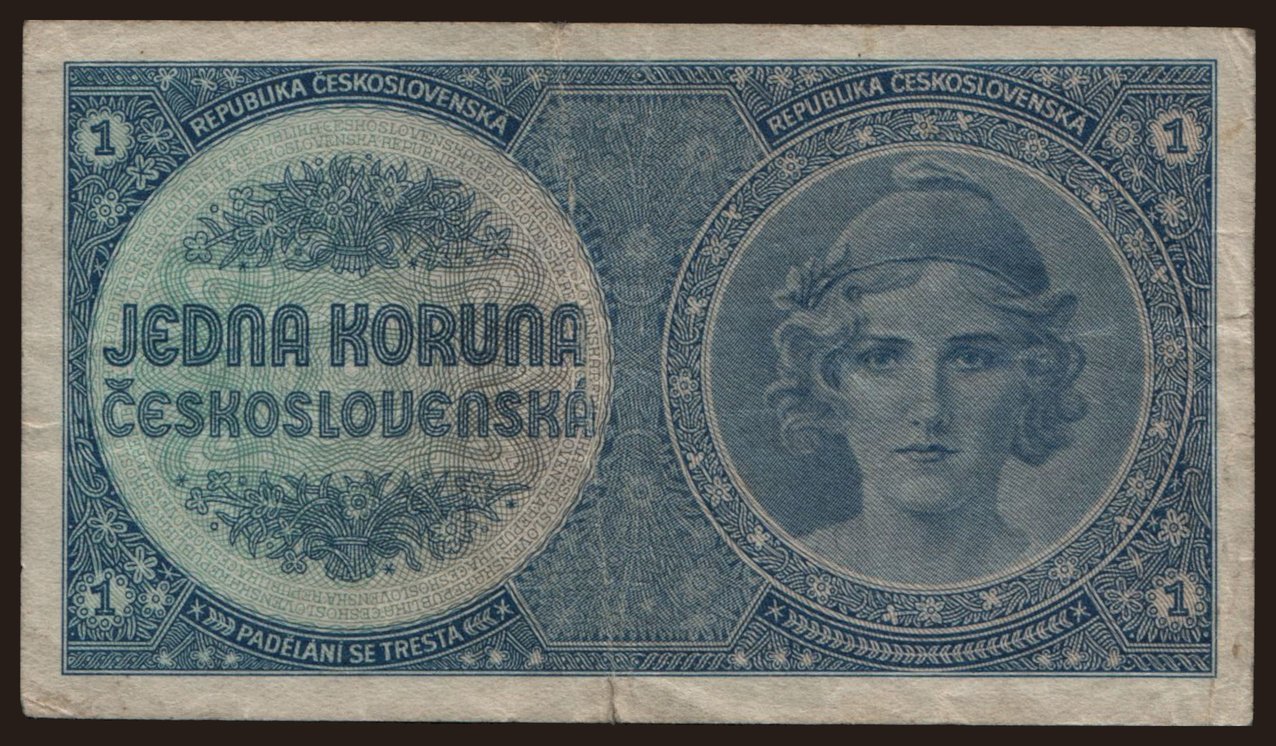 REPUBLIKA ČESKOSLOVENSKÁ
REPUBLIKA ČESKOSLOVENSKÁ
1
1
JEDNA KORUNA
ČESKOSLOVENSKÁ
1
1
PADĚLÁNÍ SE TRESTÁ